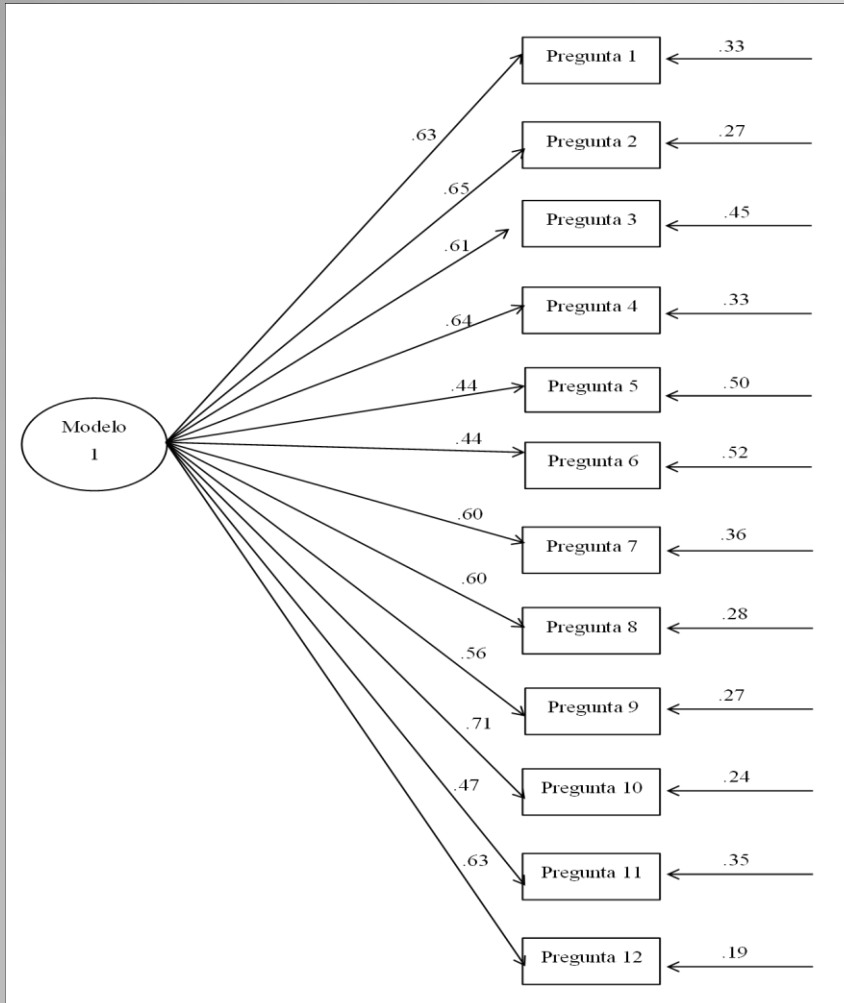 Pregunta 1
.33
.63
Pregunta 2
.27
.65
Pregunta 3
.45
.61
Pregunta 4
.33
.64
Pregunta 5
.50
.44
Modelo
1
Pregunta 6
.52
.44
Pregunta 7
.36
.60
Pregunta 8
.28
.60
Pregunta 9
.27
.56
Pregunta 10
.24
.71
Pregunta 11
.35
.47
Pregunta 12
.19
.63